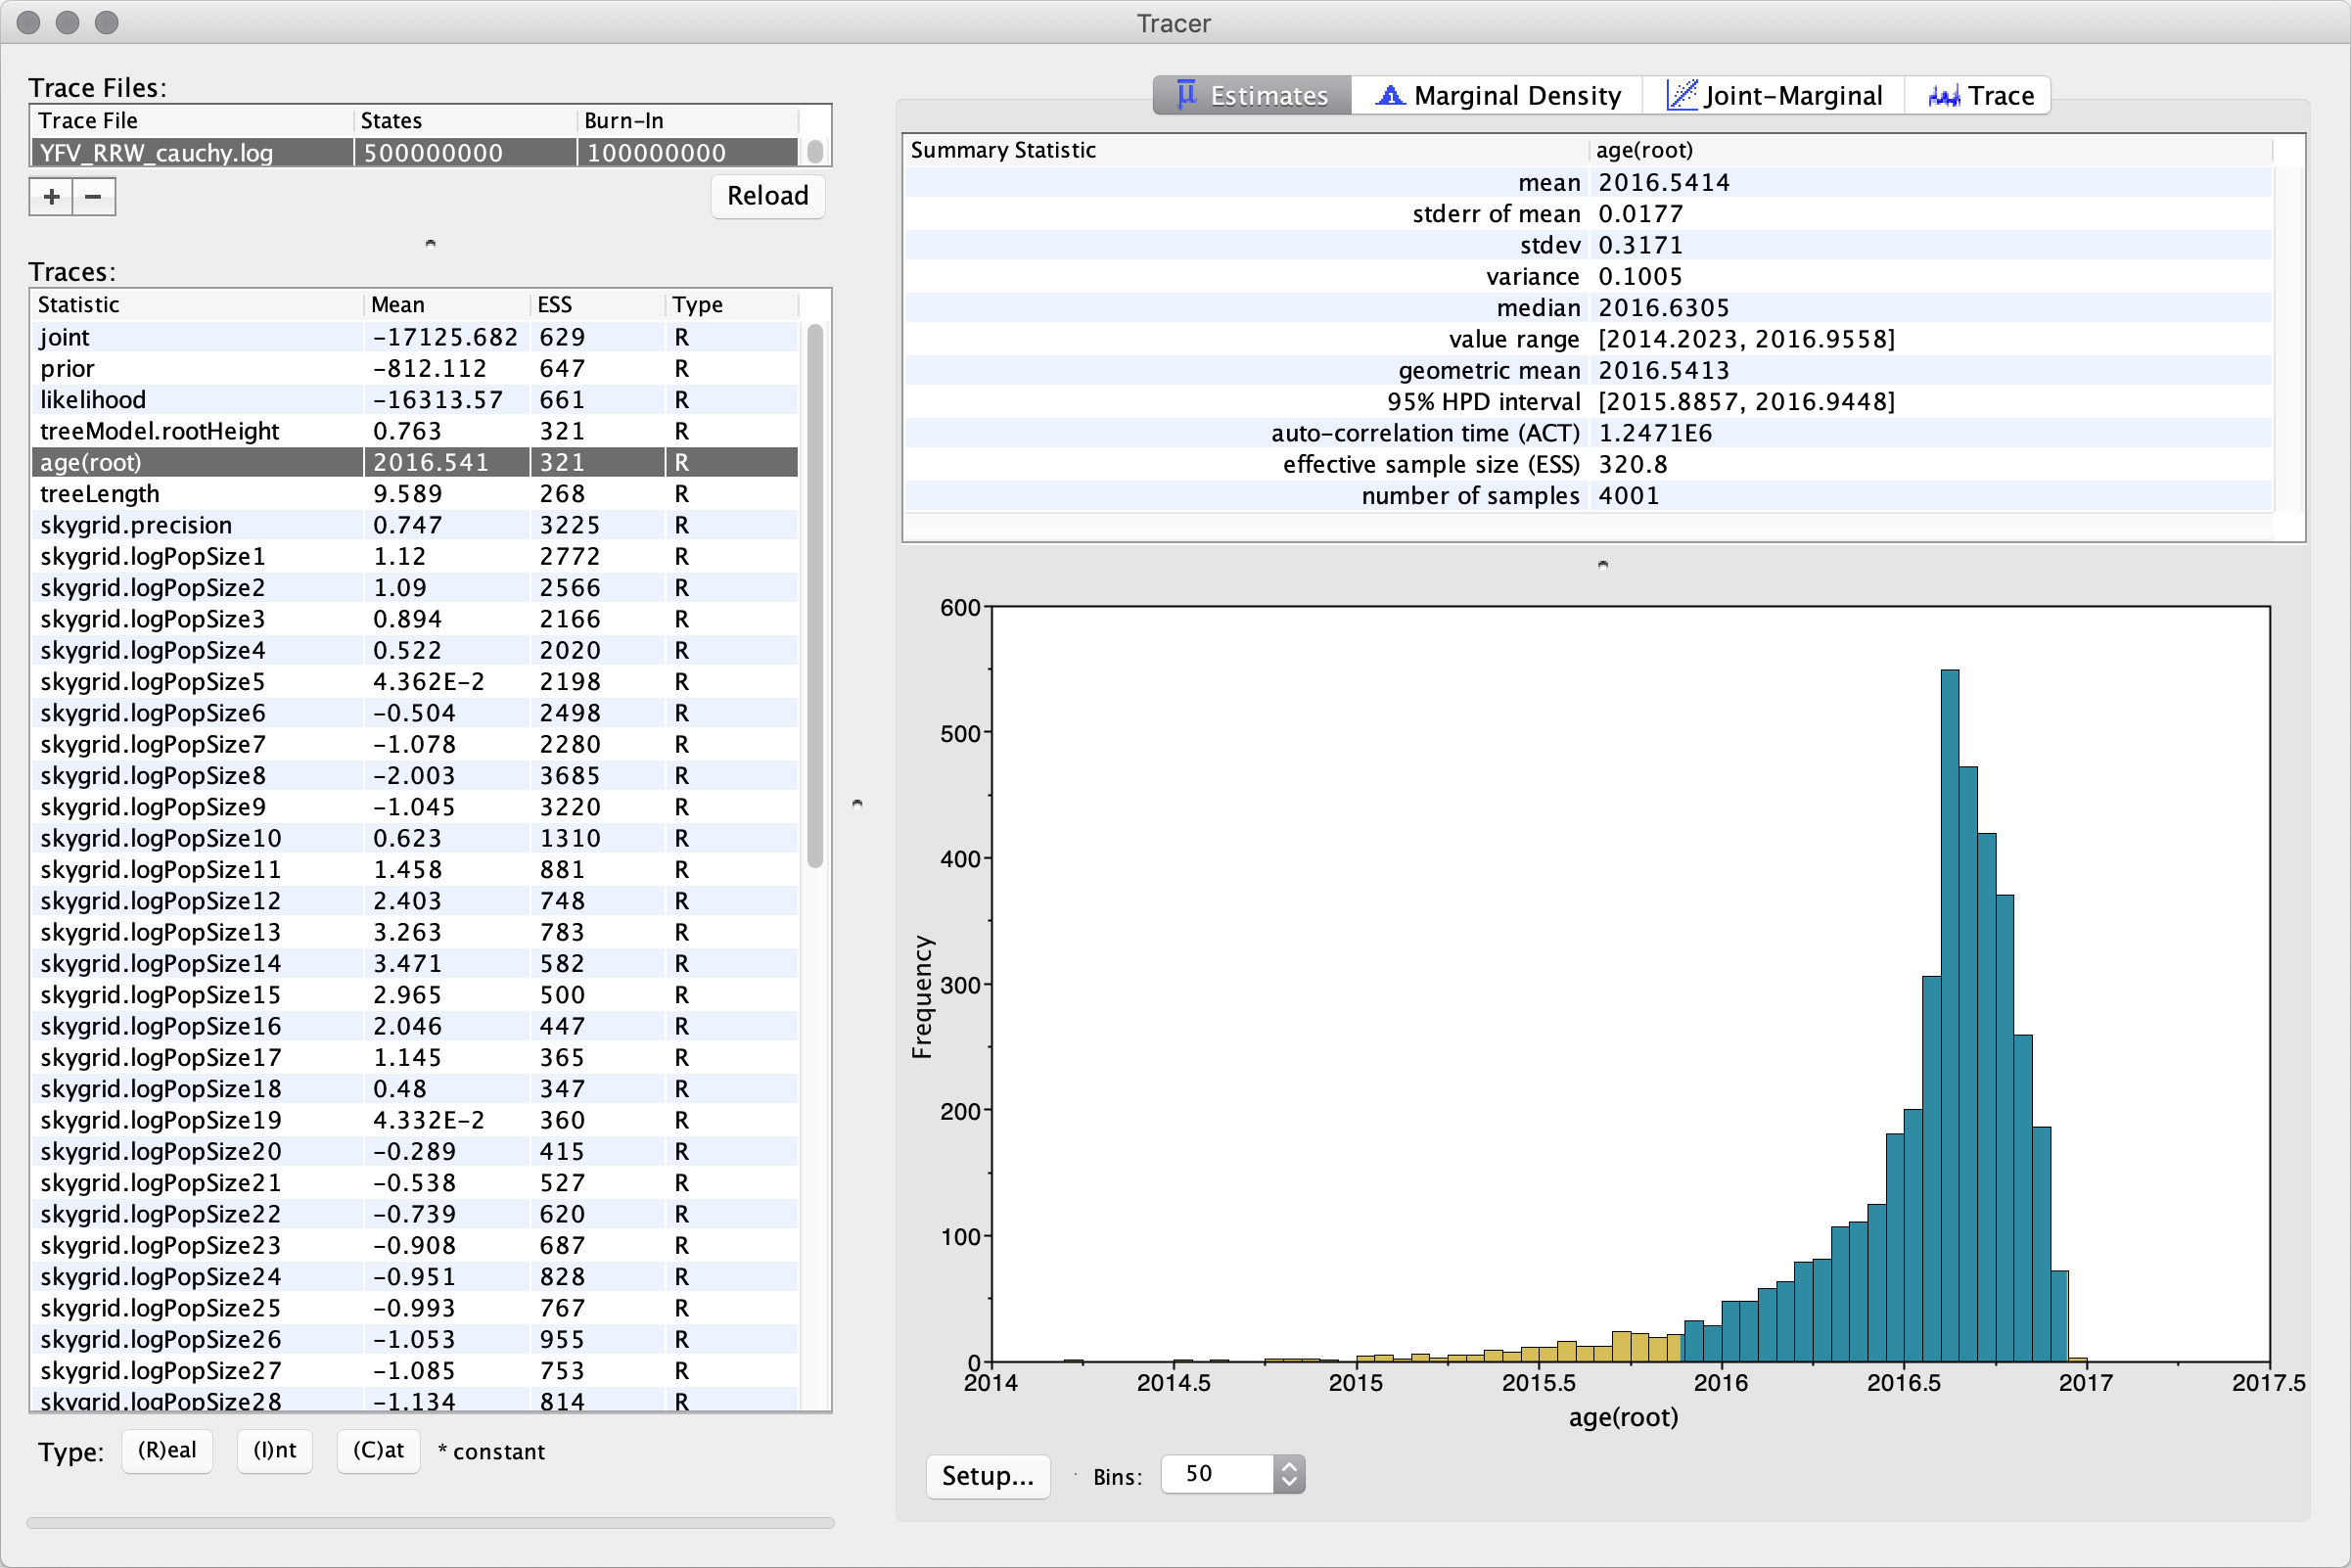 Tracer
Trace Files:
Trace File States Burn-In
YFV_RRW_cauchy.log 500000000 100000000
+ −
Reload
Traces:
Statistic Mean ESS Type
joint -17125.682 629 R
prior -812.112 647 R
likelihood -16313.57 661 R
treeModel.rootHeight 0.763 321 R
age(root) 2016.541 321 R
treeLength 9.589 268 R
skygrid.precision 0.747 3225 R
skygrid.logPopSize1 1.12 2772 R
skygrid.logPopSize2 1.09 2566 R
skygrid.logPopSize3 0.894 2166 R
skygrid.logPopSize4 0.522 2020 R
skygrid.logPopSize5 4.362E-2 2198 R
skygrid.logPopSize6 -0.504 2498 R
skygrid.logPopSize7 -1.078 2280 R
skygrid.logPopSize8 -2.003 3685 R
skygrid.logPopSize9 -1.045 3220 R
skygrid.logPopSize10 0.623 1310 R
skygrid.logPopSize11 1.458 881 R
skygrid.logPopSize12 2.403 748 R
skygrid.logPopSize13 3.263 783 R
skygrid.logPopSize14 3.471 582 R
skygrid.logPopSize15 2.965 500 R
skygrid.logPopSize16 2.046 447 R
skygrid.logPopSize17 1.145 365 R
skygrid.logPopSize18 0.48 347 R
skygrid.logPopSize19 4.332E-2 360 R
skygrid.logPopSize20 -0.289 415 R
skygrid.logPopSize21 -0.538 527 R
skygrid.logPopSize22 -0.739 620 R
skygrid.logPopSize23 -0.908 687 R
skygrid.logPopSize24 -0.951 828 R
skygrid.logPopSize25 -0.993 767 R
skygrid.logPopSize26 -1.053 955 R
skygrid.logPopSize27 -1.085 753 R
skygrid.logPopSize28 -1.134 814 R
Type: (R)eal (I)nt (C)at * constant
Estimates Marginal Density Joint-Marginal Trace
Summary Statistic age(root)
mean 2016.5414
stderr of mean 0.0177
stdev 0.3171
variance 0.1005
median 2016.6305
value range [2014.2023, 2016.9558]
geometric mean 2016.5413
95% HPD interval [2015.8857, 2016.9448]
auto-correlation time (ACT) 1.2471E6
effective sample size (ESS) 320.8
number of samples 4001
600
500
400
300
200
100
0
Frequency
2014 2014.5 2015 2015.5 2016 2016.5 2017 2017.5
age(root)
Setup... Bins: 50